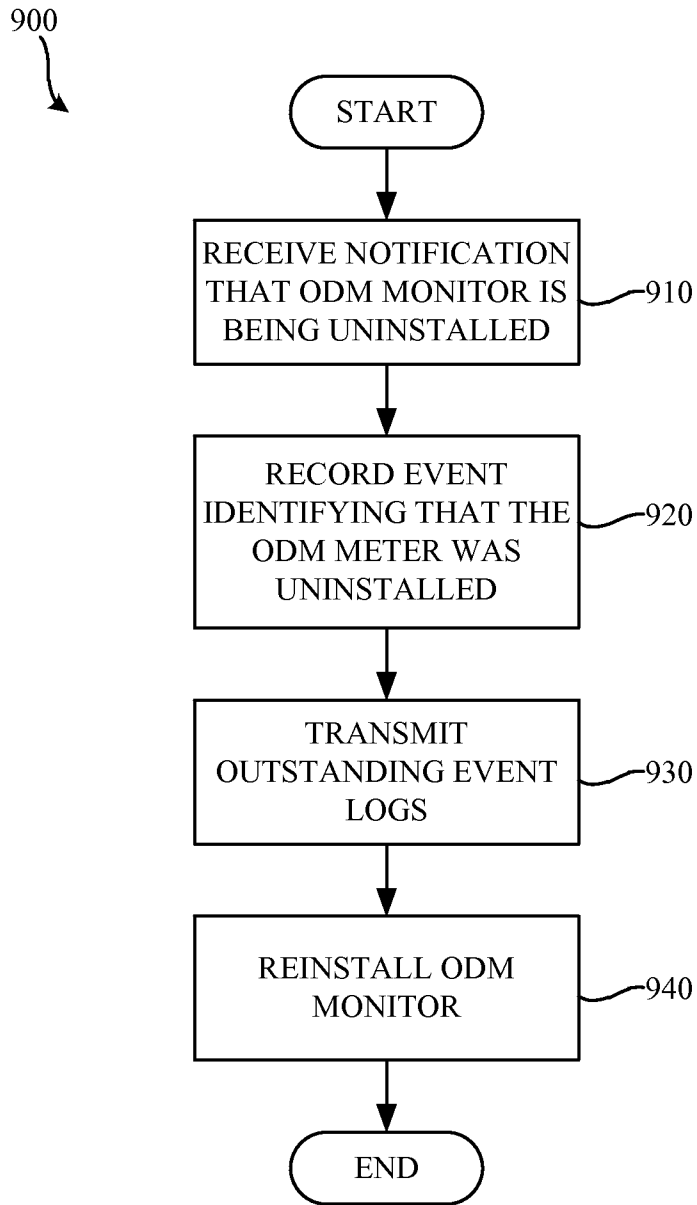 900
START
RECEIVE NOTIFICATION
THAT ODM MONITOR IS
BEING UNINSTALLED
910
RECORD EVENT
IDENTIFYING THAT THE
ODM METER WAS
UNINSTALLED
920
TRANSMIT
OUTSTANDING EVENT
LOGS
930
REINSTALL ODM
MONITOR
940
END